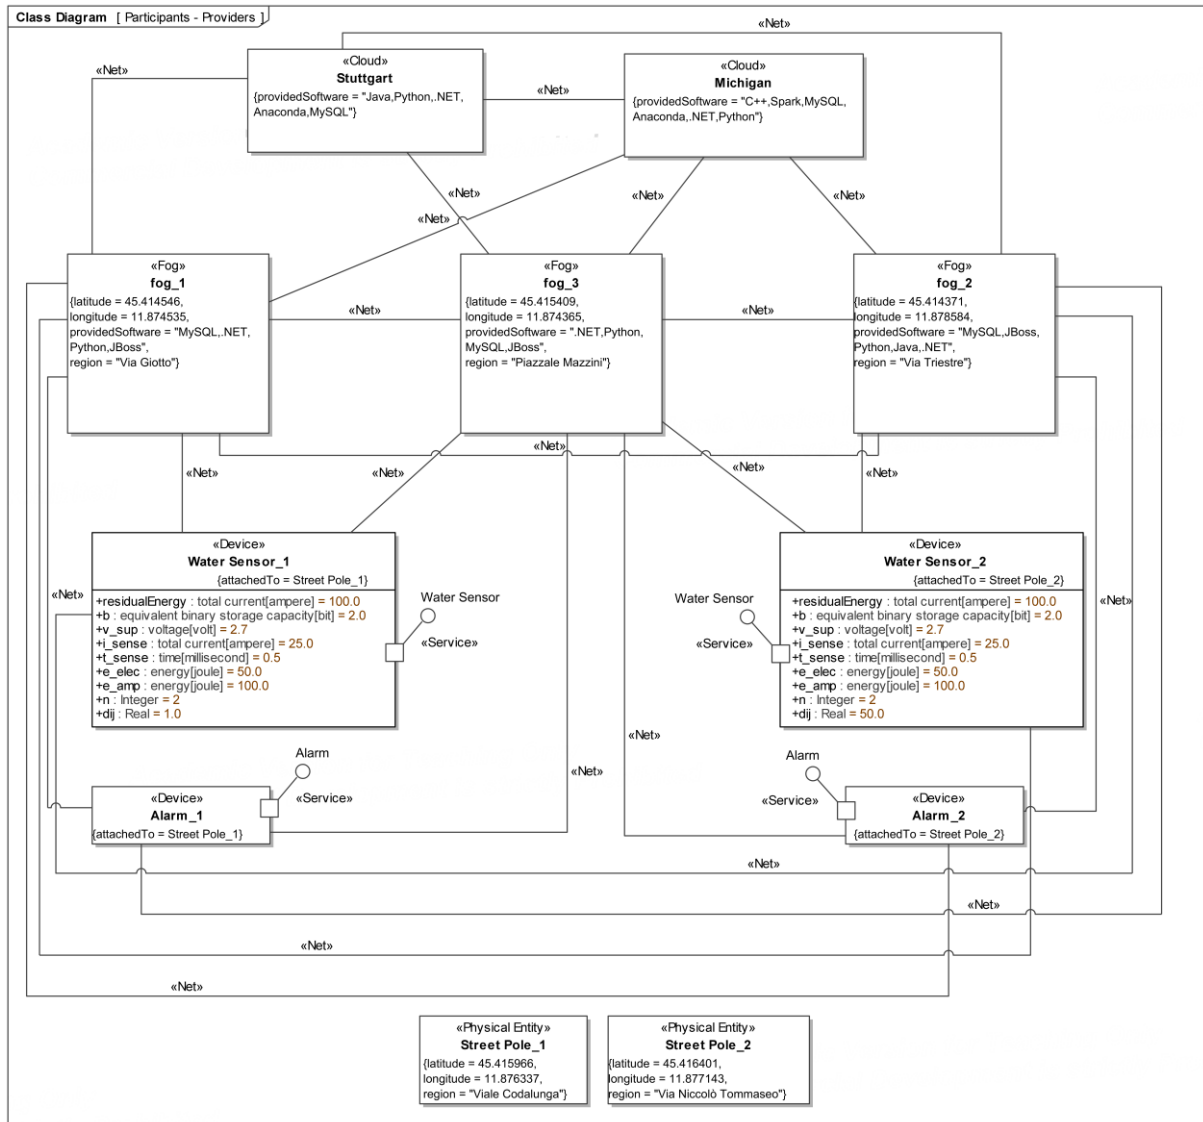 Class Diagram [ Participants - Providers ]
«Net»
«Cloud»
Stuttgart
{providedSoftware = "Java,Python,.NET,
Anaconda,MySQL"}
«Net»
«Net»
«Cloud»
Michigan
{providedSoftware = "C++,Spark,MySQL,
Anaconda,.NET,Python"}
«Net»
«Net»
«Net»
«Net»
«Fog»
fog_1
{latitude = 45.414546,
longitude = 11.874535,
providedSoftware = "MySQL,.NET,
Python,JBoss",
region = "Via Giotto"}
«Net»
«Fog»
fog_3
{latitude = 45.415409,
longitude = 11.874365,
providedSoftware = ".NET,Python,
MySQL,JBoss",
region = "Piazzale Mazzini"}
«Net»
«Fog»
fog_2
{latitude = 45.414371,
longitude = 11.878584,
providedSoftware = "MySQL,JBoss,
Python,Java,.NET",
region = "Via Triestre"}
«Net»
«Net»
«Net»
«Net»
«Net»
«Device»
Water Sensor_1
{attachedTo = Street Pole_1}
+residualEnergy : total current[ampere] = 100.0
+b : equivalent binary storage capacity[bit] = 2.0
+v_sup : voltage[volt] = 2.7
+i_sense : total current[ampere] = 25.0
+t_sense : time[millisecond] = 0.5
+e_elec : energy[joule] = 50.0
+e_amp : energy[joule] = 100.0
+n : Integer = 2
+dij : Real = 1.0
«Net»
Water Sensor
«Service»
Water Sensor
«Service»
«Device»
Water Sensor_2
{attachedTo = Street Pole_2}
+residualEnergy : total current[ampere] = 100.0
+b : equivalent binary storage capacity[bit] = 2.0
+v_sup : voltage[volt] = 2.7
+i_sense : total current[ampere] = 25.0
+t_sense : time[millisecond] = 0.5
+e_elec : energy[joule] = 50.0
+e_amp : energy[joule] = 100.0
+n : Integer = 2
+dij : Real = 50.0
«Net»
«Net»
«Net»
Alarm
«Service»
«Device»
Alarm_1
{attachedTo = Street Pole_1}
Alarm
«Service»
«Device»
Alarm_2
{attachedTo = Street Pole_2}
«Net»
«Net»
«Net»
«Net»
«Physical Entity»
Street Pole_1
{latitude = 45.415966,
longitude = 11.876337,
region = "Viale Codalunga"}
«Physical Entity»
Street Pole_2
{latitude = 45.416401,
longitude = 11.877143,
region = "Via Niccolò Tommaseo"}